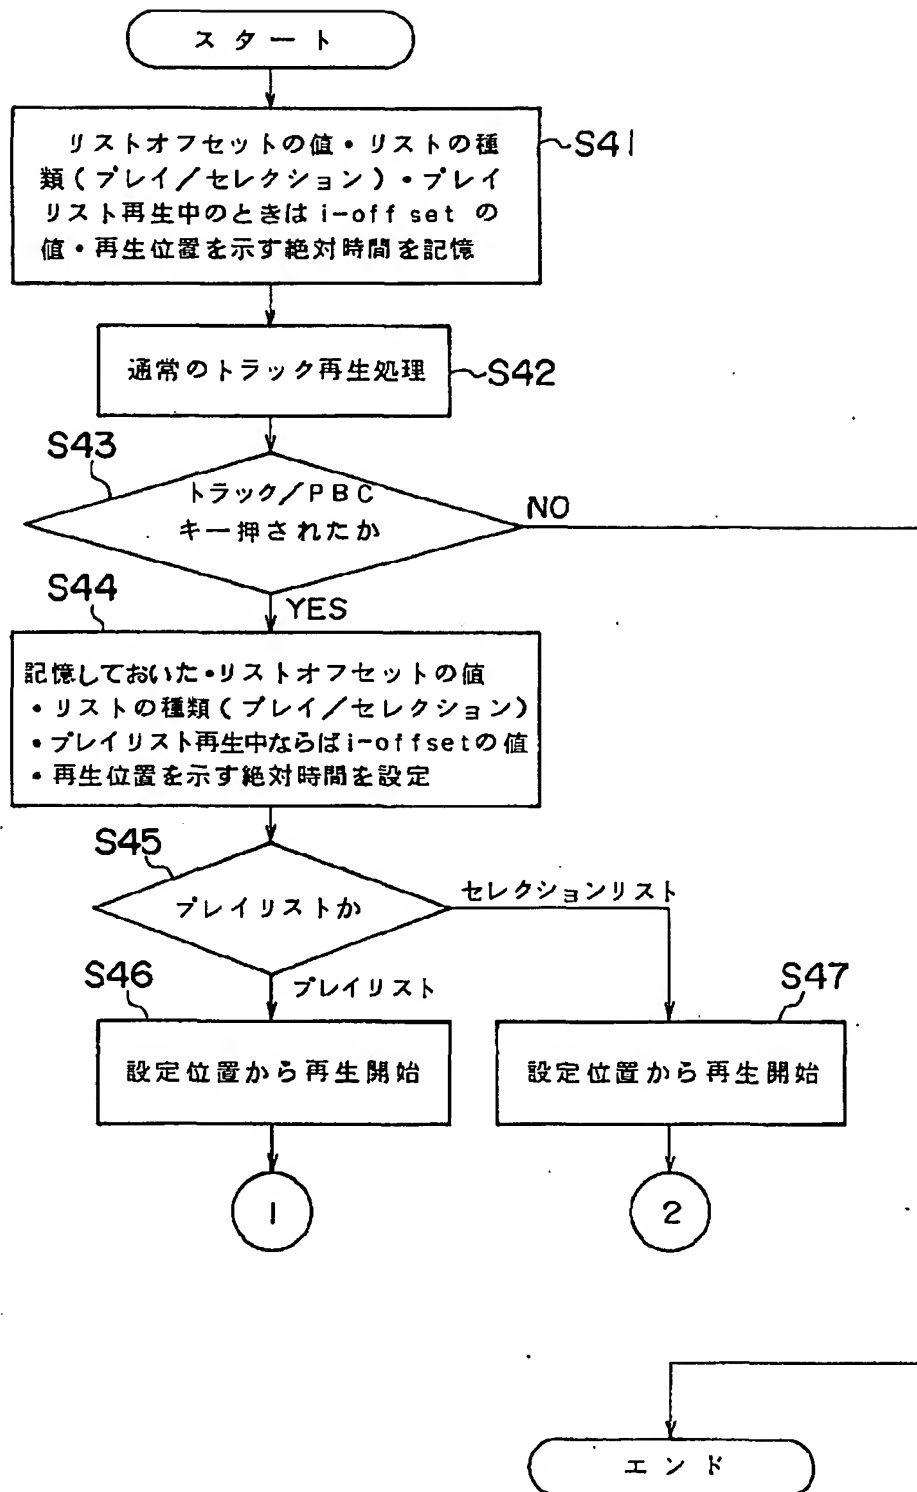 スタート
リストオフセットの値・リストの種
類(プレイ/セレクション)・プレイ
リスト再生中のときは i-offset の
値・再生位置を示す絶対時間を記憶
S41
通常のトラック再生処理
S42
S43
トラック/PBC
キー押されたか
NO
S44
YES
記憶しておいた・リストオフセットの値
・リストの種類(プレイ/セレクション)
・プレイリスト再生中ならばi-offsetの値
・再生位置を示す絶対時間を設定
S45
プレイリストか
セレクションリスト
S46
プレイリスト
S47
設定位置から再生開始
設定位置から再生開始
1
2
エンド